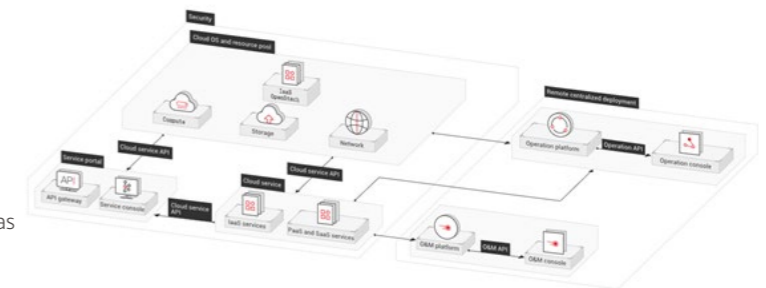 Security
Cloud OS and resource pool
IaaS
OpenStack
Compute
Storage
Network
Remote centralized deployment
Operation platform
Operation API
Operation console
Cloud service API
Cloud service API
Service portal
Cloud service
API
API gateway
Service console
Cloud service
API
IaaS services
PaaS and SaaS services
O&M platform
O&M API
O&M console
as